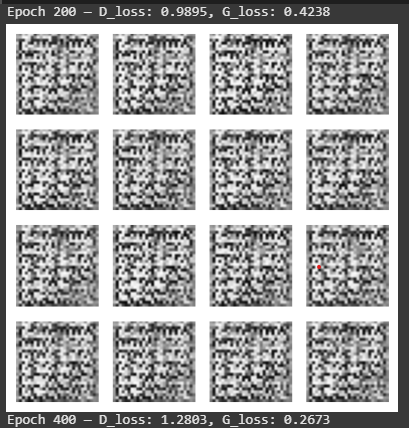 Epoch 200 — D_loss: 0.9895, G_loss: 0.4238
Epoch 400 — D_loss: 1.2803, G_loss: 0.2673